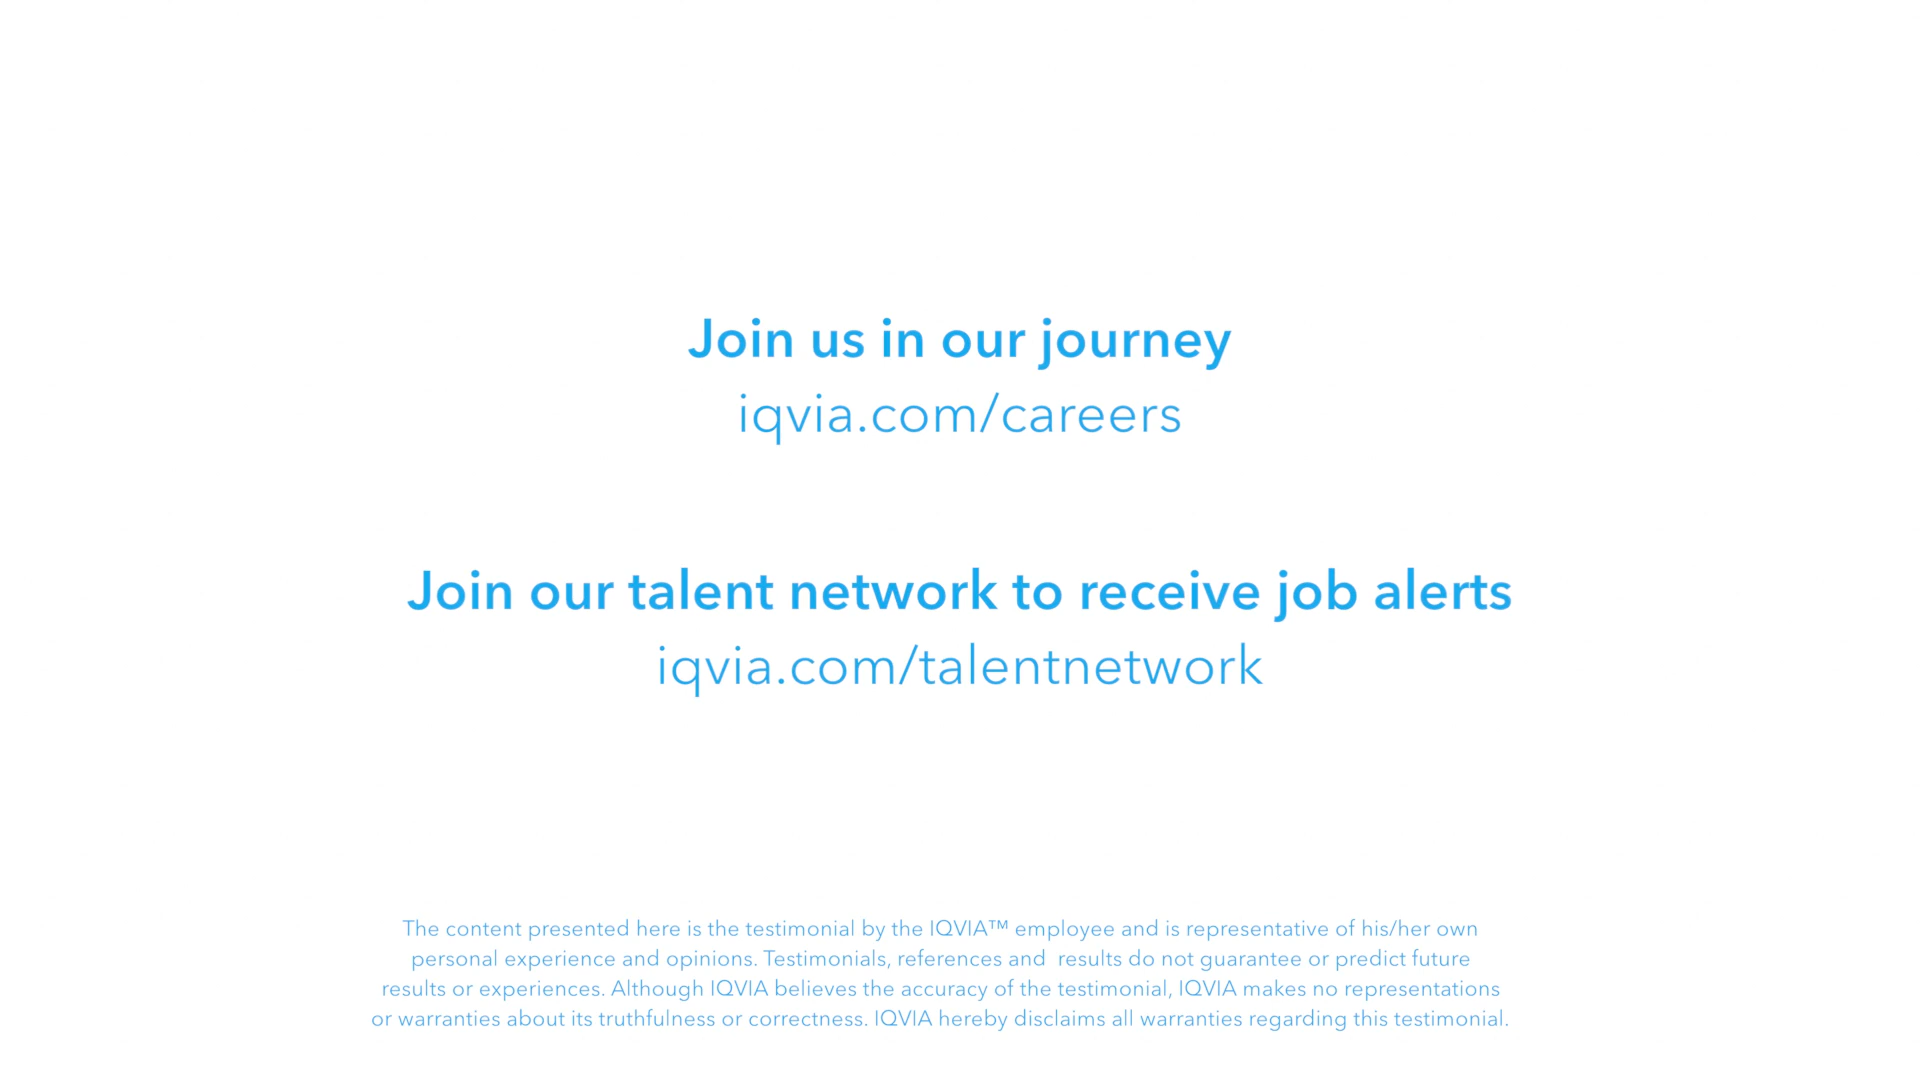 Join us in our journey
iqvia.com/careers
Join our talent network to receive job alerts
iqvia.com/talentnetwork
The content presented here is the testimonial by the IQVIA™ employee and is representative of his/her own
personal experience and opinions. Testimonials, references and  results do not guarantee or predict future
results or experiences. Although IQVIA believes the accuracy of the testimonial, IQVIA makes no representations
or warranties about its truthfulness or correctness. IQVIA hereby disclaims all warranties regarding this testimonial.